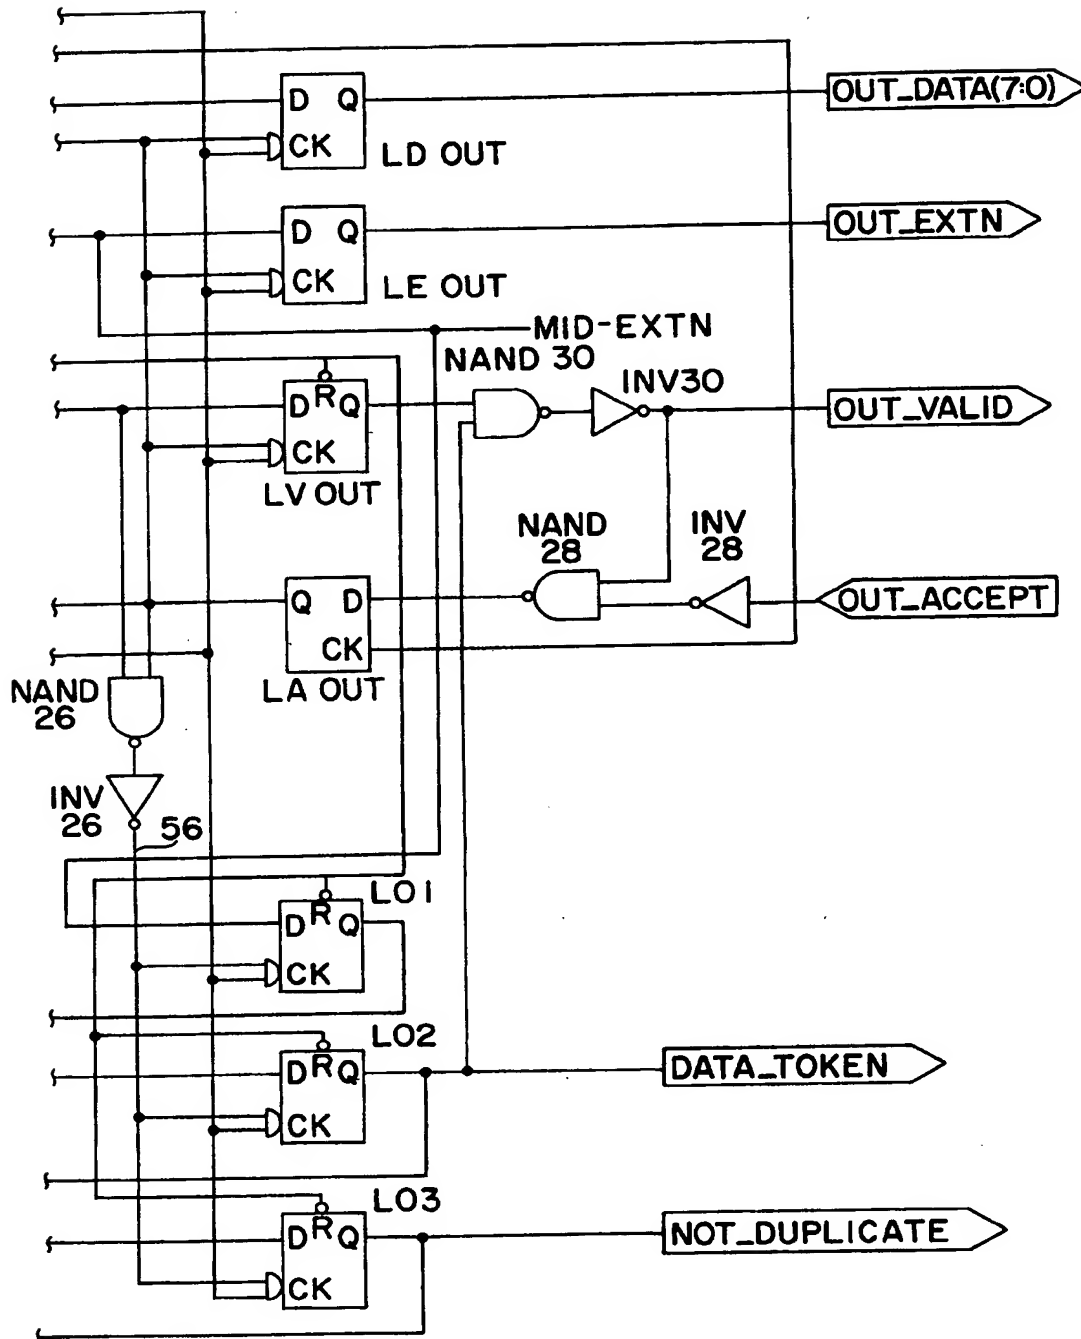 D Q
CK
LD OUT
OUT_DATA(7:0)
D Q
CK
LE OUT
OUT_EXTN
MID-EXTN
NAND 30
INV30
D R Q
CK
LV OUT
OUT_VALID
NAND
28
INV
28
Q D
CK
LA OUT
OUT_ACCEPT
NAND
26
INV
26
56
LO1
D R Q
CK
LO2
D R Q
CK
DATA_TOKEN
LO3
D R Q
CK
NOT_DUPLICATE